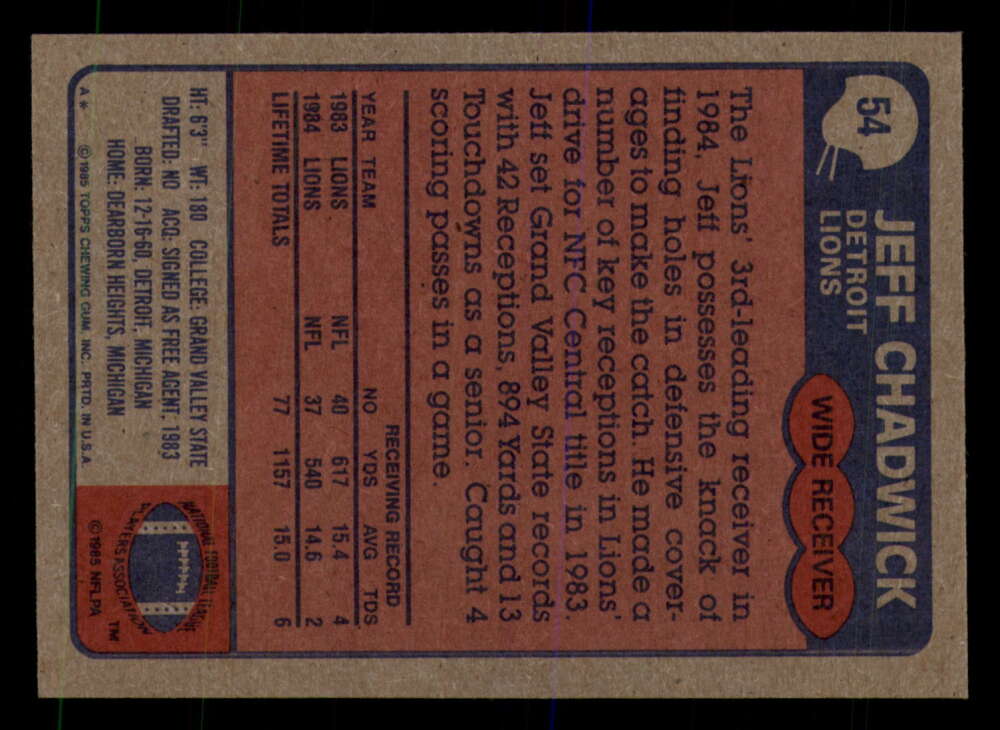 54
JEFF CHADWICK
DETROIT
LIONS
WIDE RECEIVER
The Lions' 3rd-leading receiver in
1984, Jeff possesses the knack of
finding holes in defensive cover-
ages to make the catch. He made a
number of key receptions in Lions'
drive for NFC Central title in 1983.
Jeff set Grand Valley State records
with 42 Receptions, 894 Yards and 13
Touchdowns as a senior. Caught 4
scoring passes in a game.
RECEIVING RECORD
YEAR TEAM NO YDS AVG TDS
1983 LIONS NFL 40 617 15.4 4
1984 LIONS NFL 37 540 14.6 2
LIFETIME TOTALS 77 1157 15.0 6
HT: 6'3" WT: 180 COLLEGE: GRAND VALLEY STATE
DRAFTED: NO ACQ: SIGNED AS FREE AGENT, 1983
BORN: 12-16-60, DETROIT, MICHIGAN
HOME: DEARBORN HEIGHTS, MICHIGAN
A* © 1985 TOPPS CHEWING GUM, INC. PRTD. IN U.S.A.
NATIONAL FOOTBALL LEAGUE
PLAYERS ASSOCIATION
TM
© 1985 NFLPA